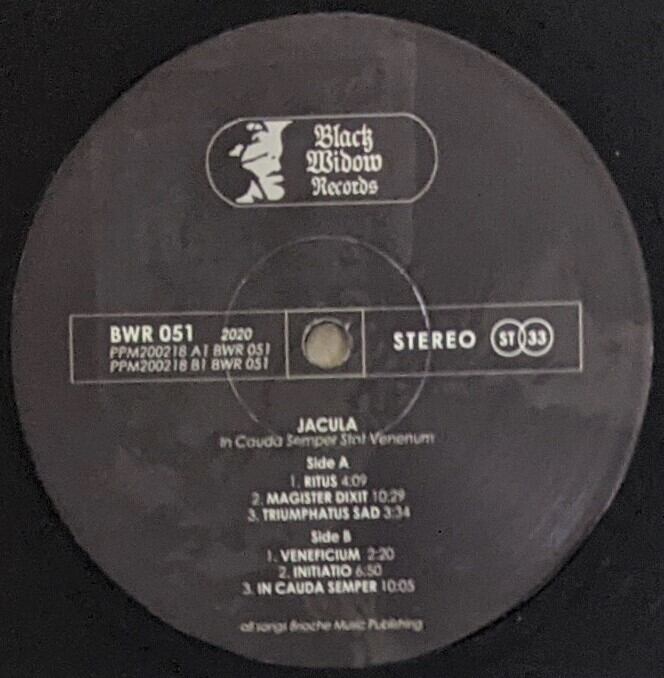 Black
Widow
Records
BWR 051 2020
PPM200218 A1 BWR 051
PPM200218 B1 BWR 051
STEREO ST 33
JACULA
In Cauda Semper Stat Venenum
Side A
1. RITUS 4:09
2. MAGISTER DIXIT 10:29
3. TRIUMPHATUS SAD 3:34
Side B
1. VENEFICIUM 2:20
2. INITIATIO 6:50
3. IN CAUDA SEMPER 10:05
all songs Brioche Music Publishing